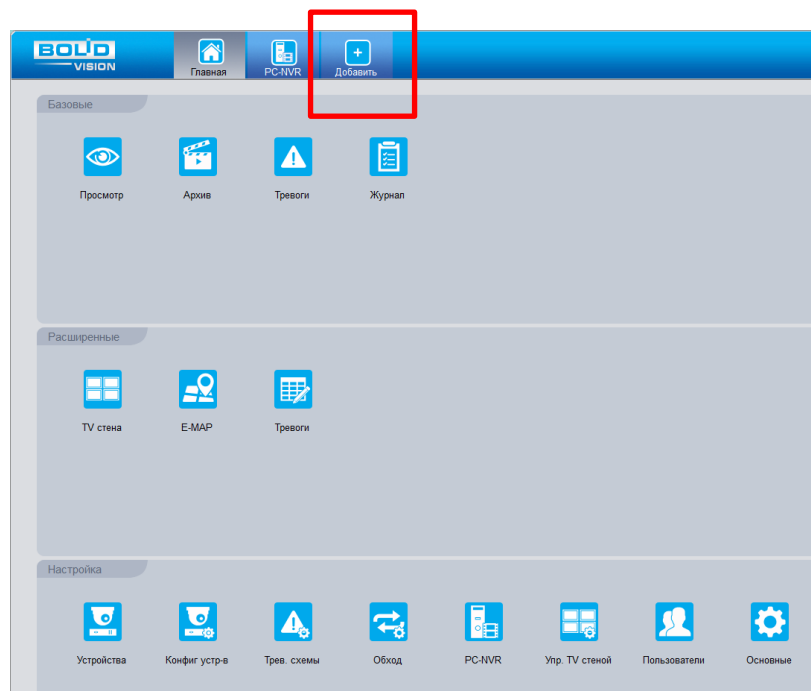 BOLID
VISION
Главная
PC-NVR
Добавить
Базовые
Просмотр
Архив
Тревоги
Журнал
Расширенные
TV стена
E-MAP
Тревоги
Настройка
Устройства
Конфиг устр-в
Трев. схемы
Обход
PC-NVR
Упр. TV стеной
Пользователи
Основные